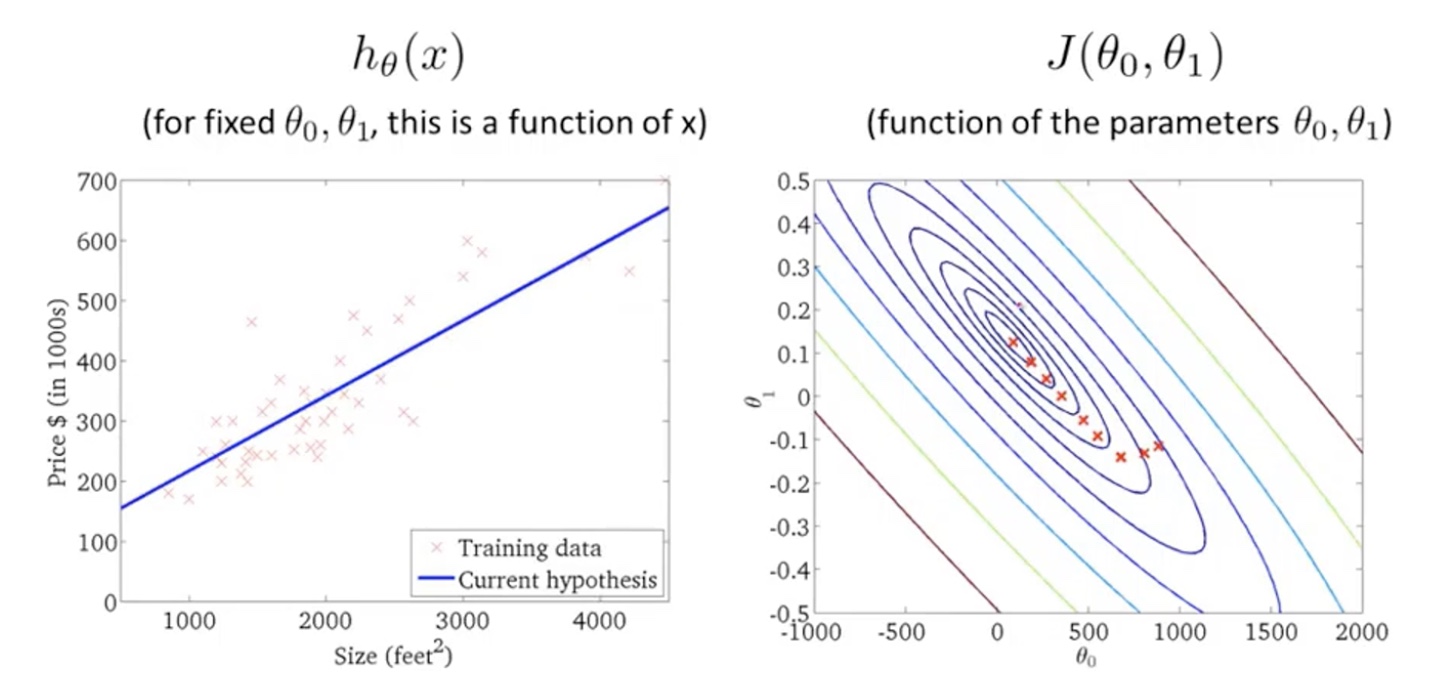 hθ(x)
(for fixed θ0, θ1, this is a function of x)
700
600
500
400
300
200
100
0
Price $ (in 1000s)
Training data
Current hypothesis
1000 2000 3000 4000
Size (feet²)
J(θ0, θ1)
(function of the parameters θ0, θ1)
0.5
0.4
0.3
0.2
0.1
0
-0.1
-0.2
-0.3
-0.4
-0.5
θ1
-1000 -500 0 500 1000 1500 2000
θ0